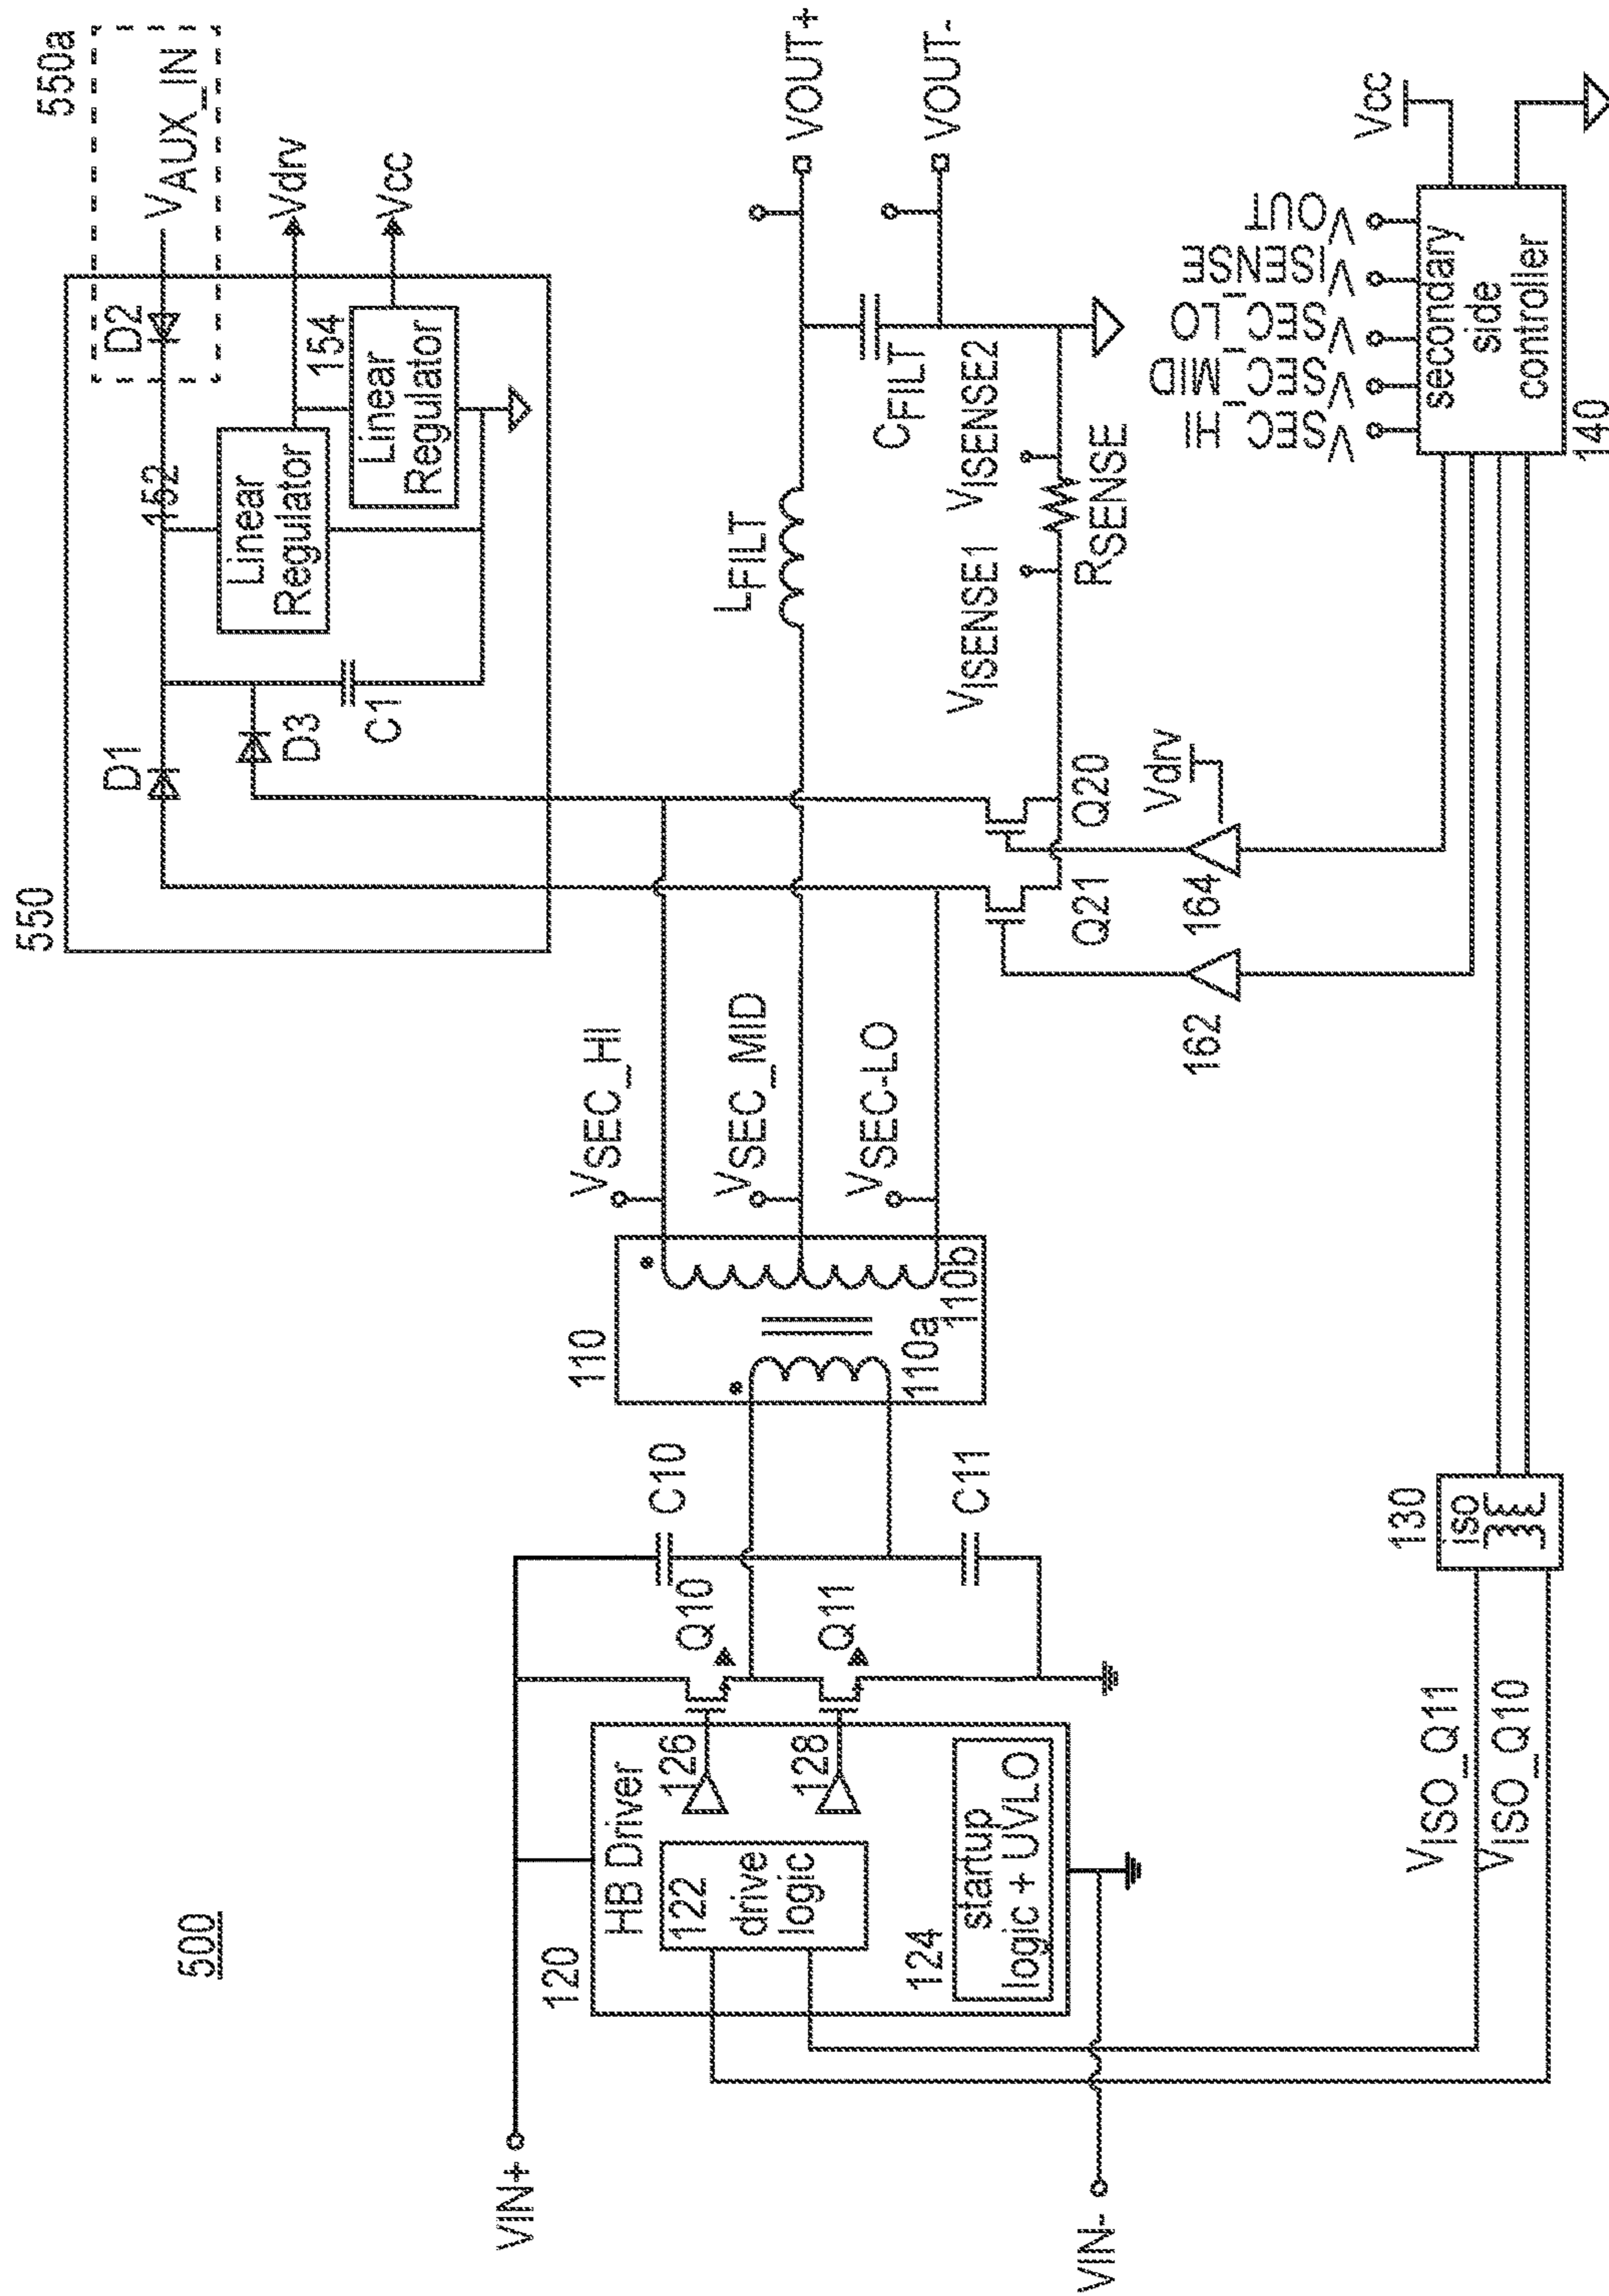 500
550
550a
D1
D2
VAUX_IN
152
Linear
Regulator
Vdrv
D3
C1
154
Linear
Regulator
Vcc
VIN+
120
HB Driver
122
drive
logic
126
128
124
startup
logic + UVLO
VIN-
Q10
Q11
C10
C11
110
110a
110b
VSEC_HI
VSEC_MID
VSEC-LO
LFILT
CFILT
VOUT+
VOUT-
VISENSE1
VISENSE2
RSENSE
Q21
Q20
162
164
Vdrv
VISO_Q11
VISO_Q10
130
iso
VSEC_HI
VSEC_MID
VSEC_LO
VISENSE
VOUT
Vcc
secondary
side
controller
140